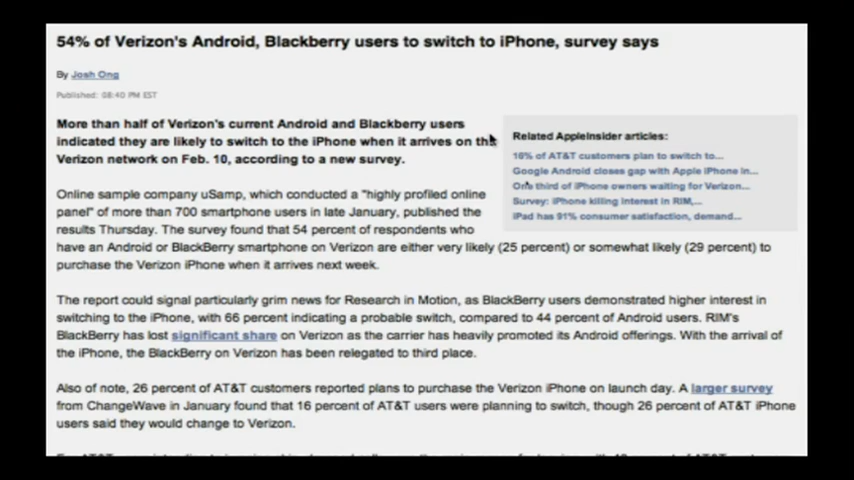 54% of Verizon's Android, Blackberry users to switch to iPhone, survey says
By Josh Ong
Published: 08:40 PM EST
More than half of Verizon's current Android and Blackberry users
indicated they are likely to switch to the iPhone when it arrives on the
Verizon network on Feb. 10, according to a new survey.
Related AppleInsider articles:
16% of AT&T customers plan to switch to...
Google Android closes gap with Apple iPhone in...
One third of iPhone owners waiting for Verizon...
Survey: iPhone killing interest in RIM,...
iPad has 91% consumer satisfaction, demand...
Online sample company uSamp, which conducted a "highly profiled online
panel" of more than 700 smartphone users in late January, published the
results Thursday. The survey found that 54 percent of respondents who
have an Android or BlackBerry smartphone on Verizon are either very likely (25 percent) or somewhat likely (29 percent) to
purchase the Verizon iPhone when it arrives next week.
The report could signal particularly grim news for Research in Motion, as BlackBerry users demonstrated higher interest in
switching to the iPhone, with 66 percent indicating a probable switch, compared to 44 percent of Android users. RIM's
BlackBerry has lost significant share on Verizon as the carrier has heavily promoted its Android offerings. With the arrival of
the iPhone, the BlackBerry on Verizon has been relegated to third place.
Also of note, 26 percent of AT&T customers reported plans to purchase the Verizon iPhone on launch day. A larger survey
from ChangeWave in January found that 16 percent of AT&T users were planning to switch, though 26 percent of AT&T iPhone
users said they would change to Verizon.